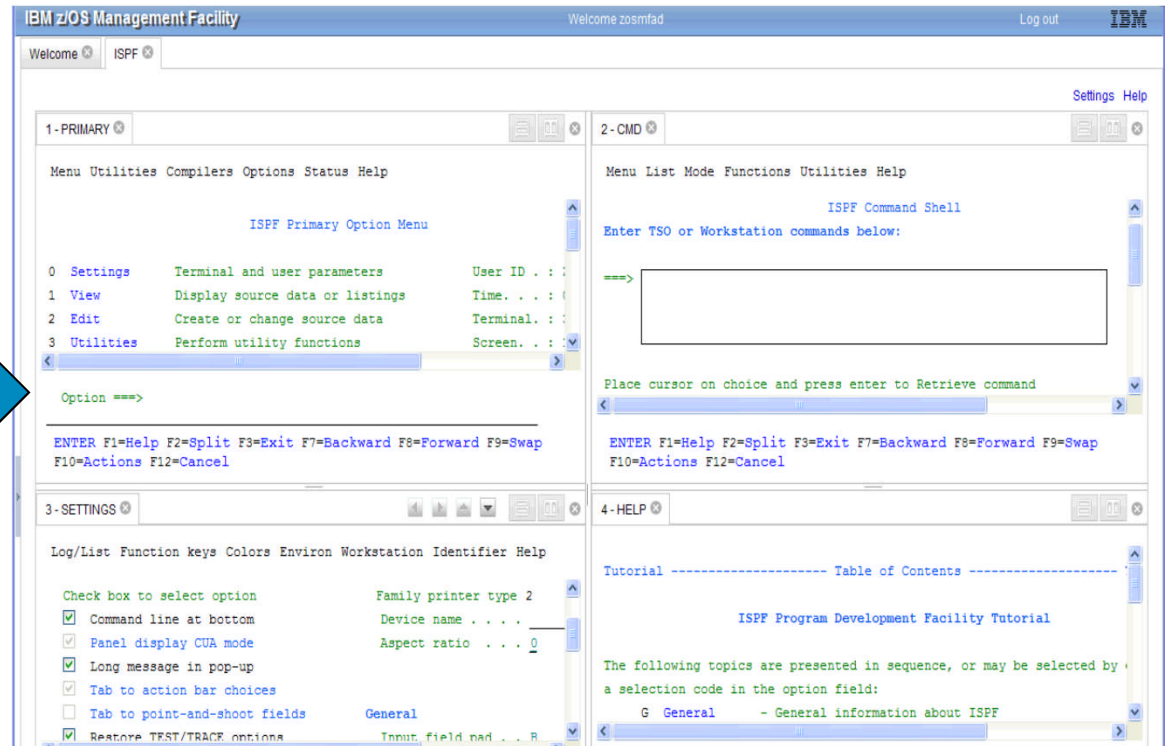 IBM z/OS Management Facility Welcome zosmfad Log out IBM
Welcome ISPF
Settings Help
1 - PRIMARY
Menu Utilities Compilers Options Status Help
ISPF Primary Option Menu
0 Settings Terminal and user parameters User ID . :
1 View Display source data or listings Time. . . :
2 Edit Create or change source data Terminal. :
3 Utilities Perform utility functions Screen. . :
Option ===>
ENTER F1=Help F2=Split F3=Exit F7=Backward F8=Forward F9=Swap
F10=Actions F12=Cancel
2 - CMD
Menu List Mode Functions Utilities Help
ISPF Command Shell
Enter TSO or Workstation commands below:
===>
Place cursor on choice and press enter to Retrieve command
ENTER F1=Help F2=Split F3=Exit F7=Backward F8=Forward F9=Swap
F10=Actions F12=Cancel
3 - SETTINGS
Log/List Function keys Colors Environ Workstation Identifier Help
Check box to select option Family printer type 2
Command line at bottom Device name . . . .
Panel display CUA mode Aspect ratio . . . 0
Long message in pop-up
Tab to action bar choices
Tab to point-and-shoot fields General
Restore TEST/TRACE options Input field pad . . B
4 - HELP
Tutorial --------------------- Table of Contents --------------------
ISPF Program Development Facility Tutorial
The following topics are presented in sequence, or may be selected by
a selection code in the option field:
G General - General information about ISPF